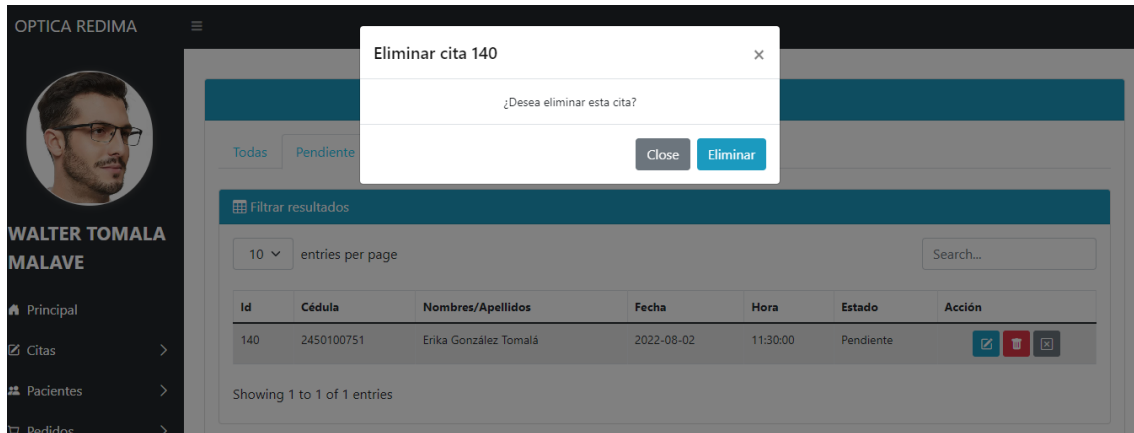 OPTICA REDIMA
Eliminar cita 140
×
¿Desea eliminar esta cita?
Close Eliminar
Todas Pendiente
WALTER TOMALA
MALAVE
Principal
Citas
Pacientes
Pedidos
Filtrar resultados
10 entries per page Search...
Id Cédula Nombres/Apellidos Fecha Hora Estado Acción
140 2450100751 Erika González Tomalá 2022-08-02 11:30:00 Pendiente
Showing 1 to 1 of 1 entries